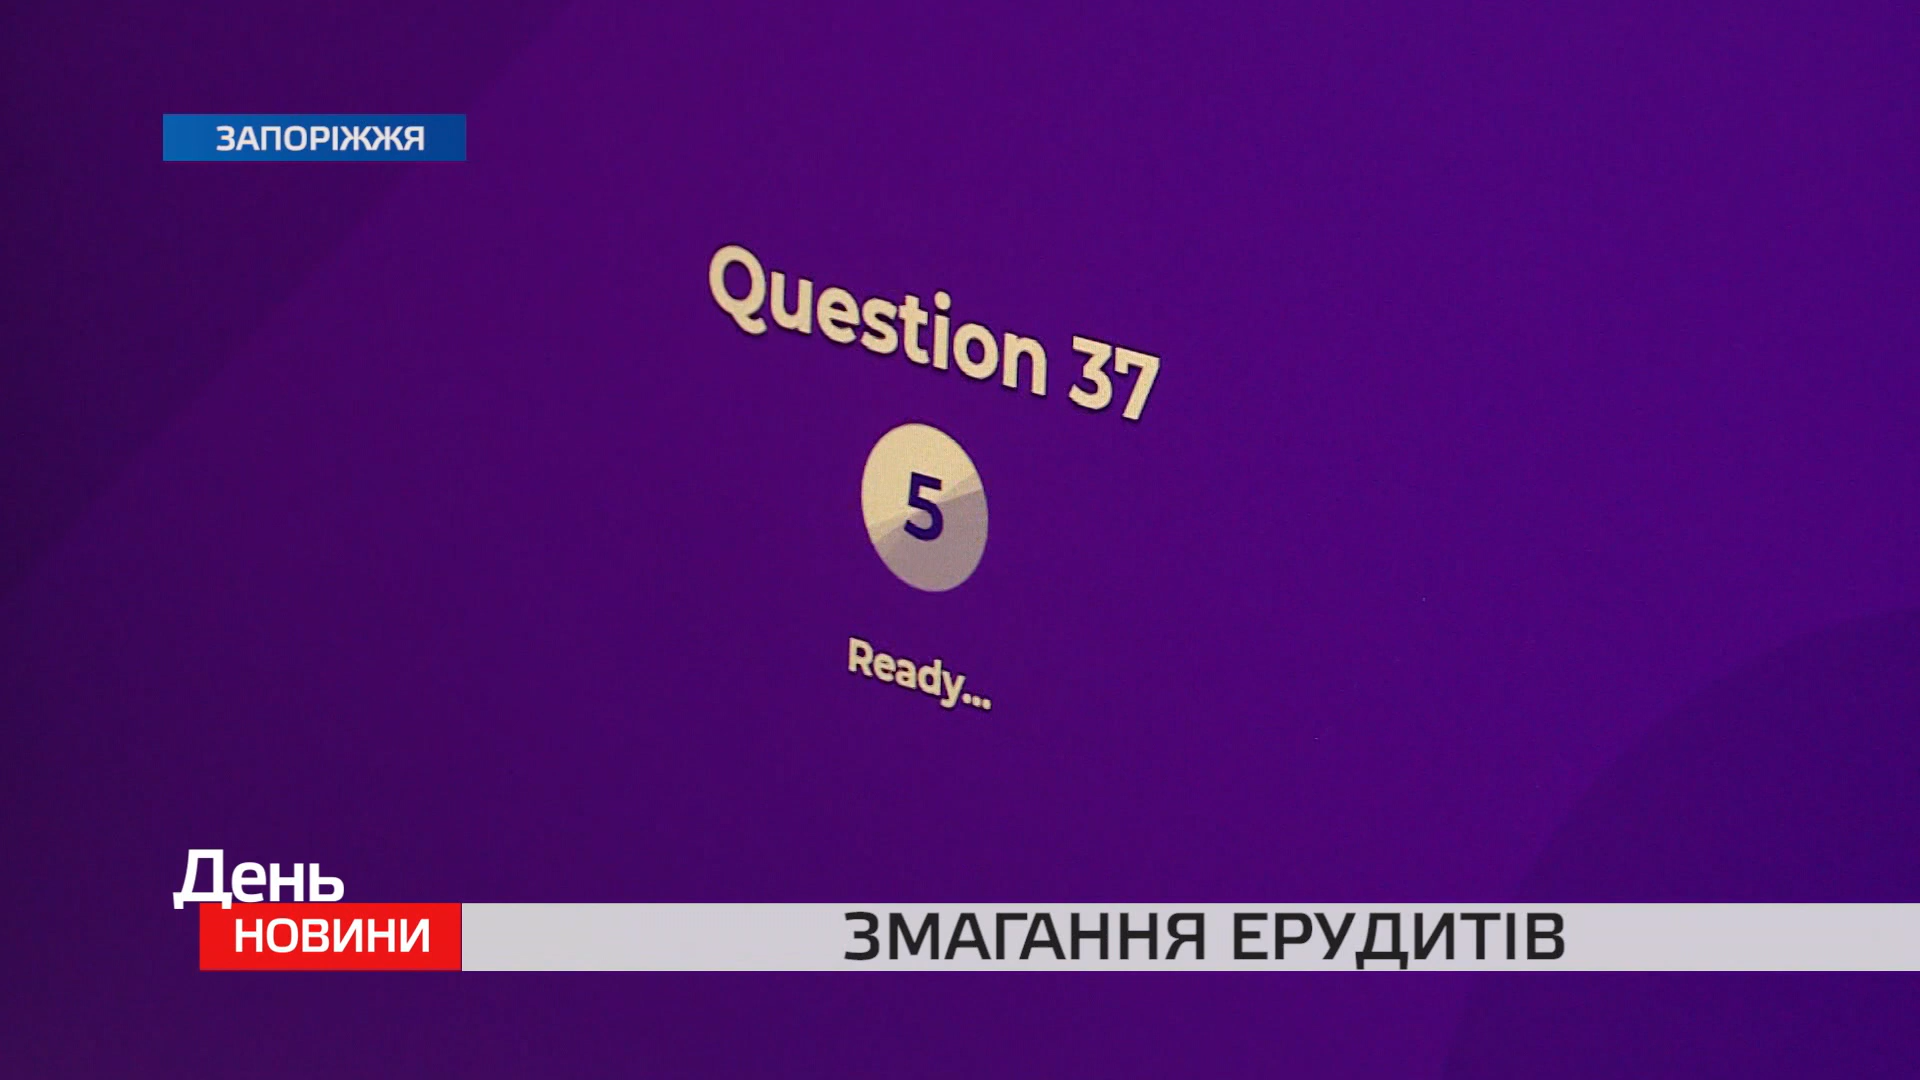 ЗАПОРІЖЖЯ
Question 37
5
Ready...
День
НОВИНИ
ЗМАГАННЯ ЕРУДИТІВ